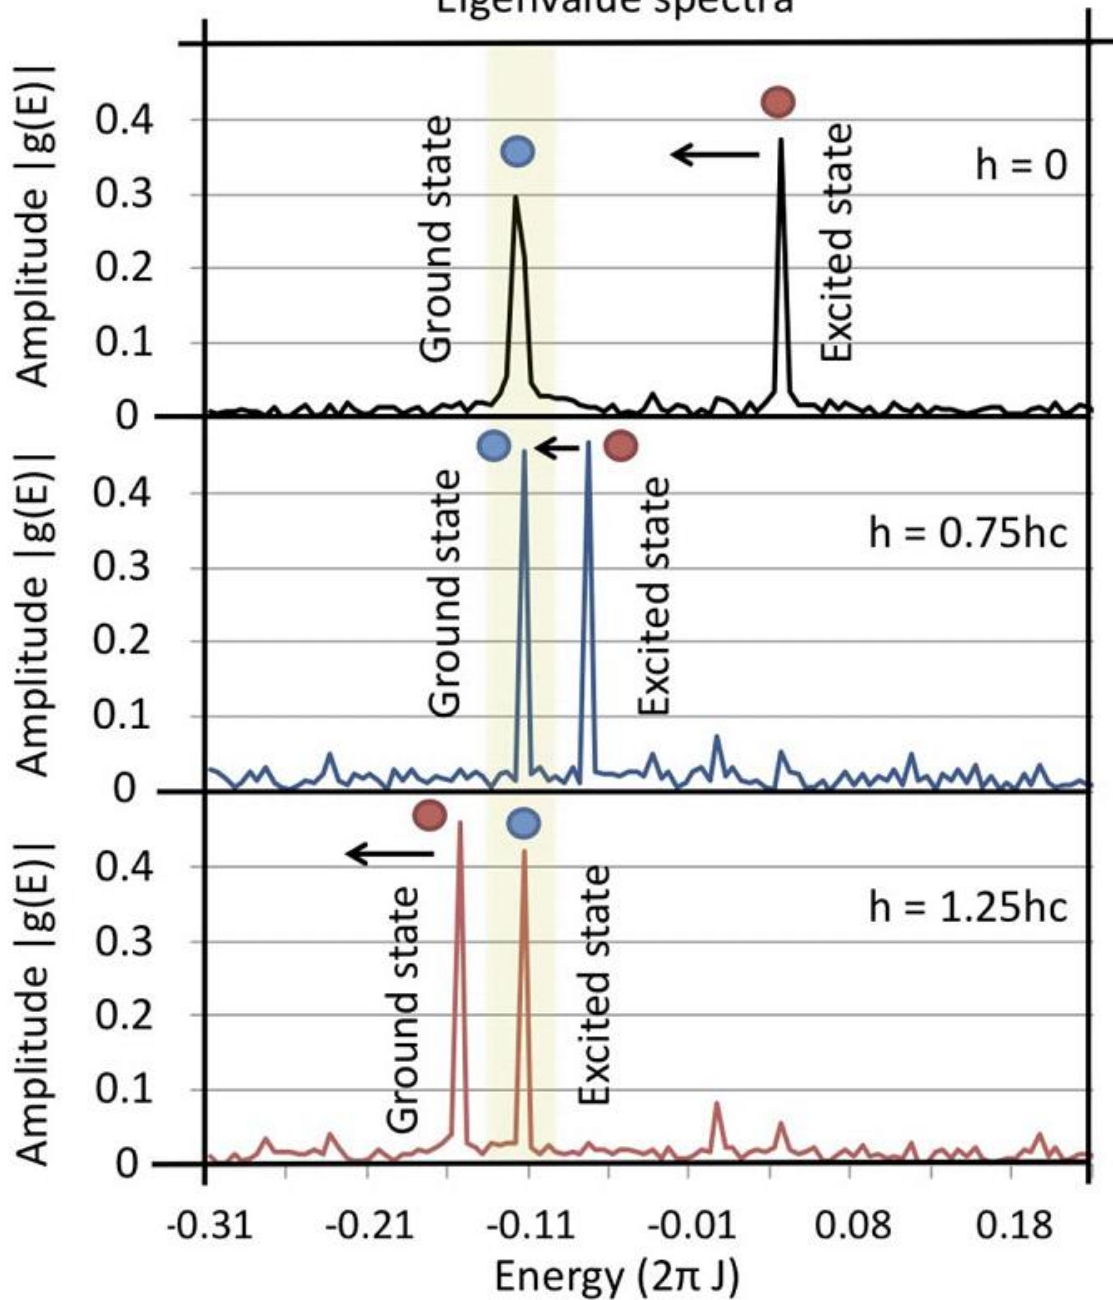 Eigenvalue spectra
Amplitude |g(E)|
0.4
0.3
0.2
0.1
0
Ground state
Excited state
h = 0
Amplitude |g(E)|
0.4
0.3
0.2
0.1
0
Ground state
Excited state
h = 0.75hc
Amplitude |g(E)|
0.4
0.3
0.2
0.1
0
Ground state
Excited state
h = 1.25hc
-0.31 -0.21 -0.11 -0.01 0.08 0.18
Energy (2π J)